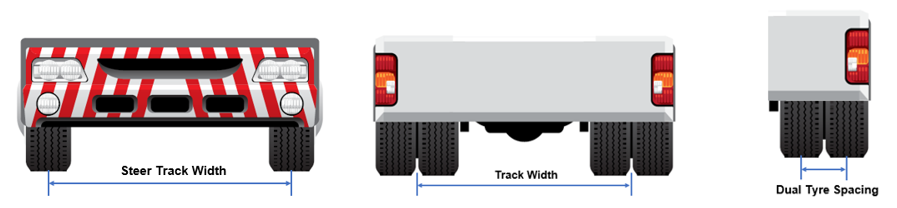 Steer Track Width
Track Width
Dual Tyre Spacing